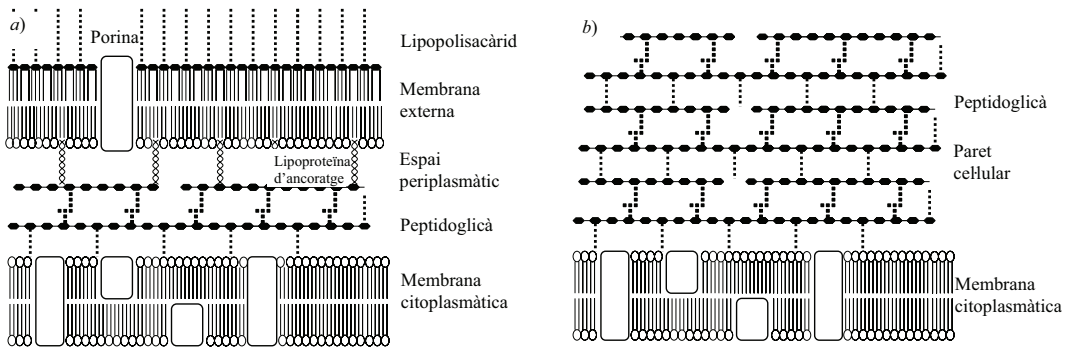 a)
Porina
Lipopolisacàrid
Membrana
externa
Lipoproteïna
d'ancoratge
Espai
periplasmàtic
Peptidoglicà
Membrana
citoplasmàtica
b)
Peptidoglicà
Paret
cel·lular
Membrana
citoplasmàtica